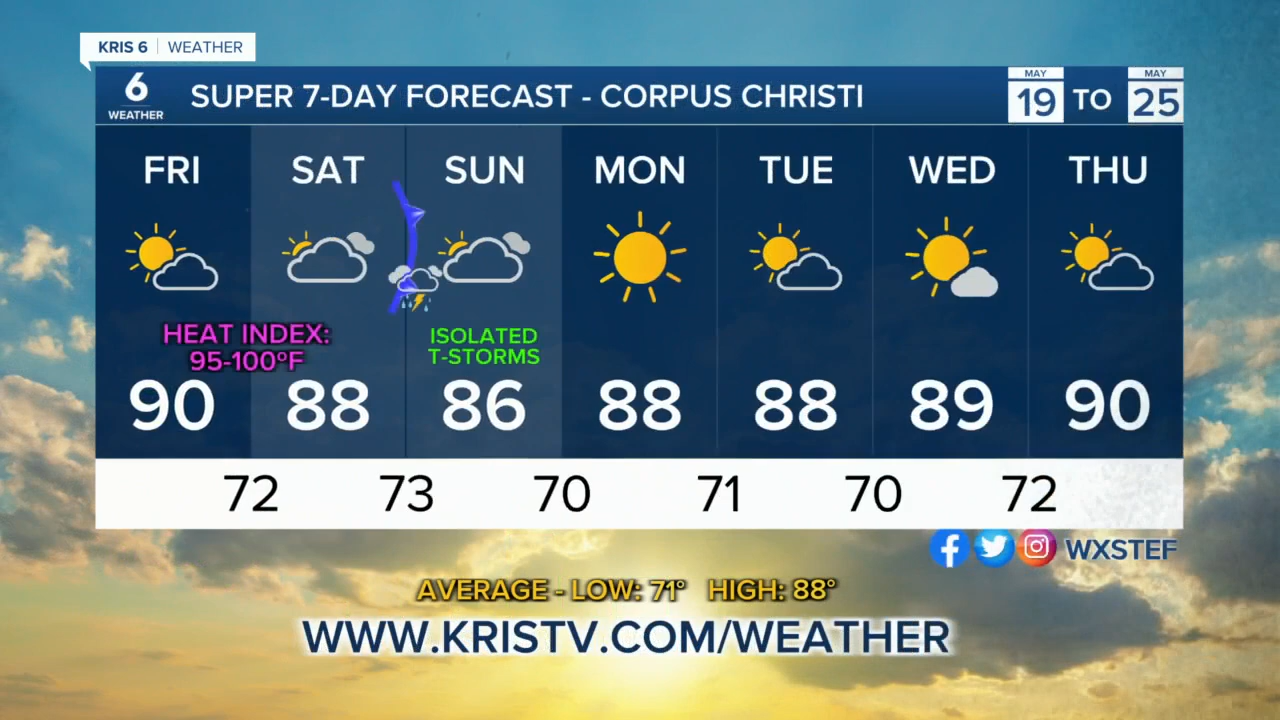 KRIS 6 | WEATHER
6
WEATHER
SUPER 7-DAY FORECAST - CORPUS CHRISTI
MAY 19 TO MAY 25
FRI SAT SUN MON TUE WED THU
HEAT INDEX:
95-100°F
ISOLATED
T-STORMS
90 88 86 88 88 89 90
72 73 70 71 70 72
WXSTEF
AVERAGE - LOW: 71° HIGH: 88°
WWW.KRISTV.COM/WEATHER